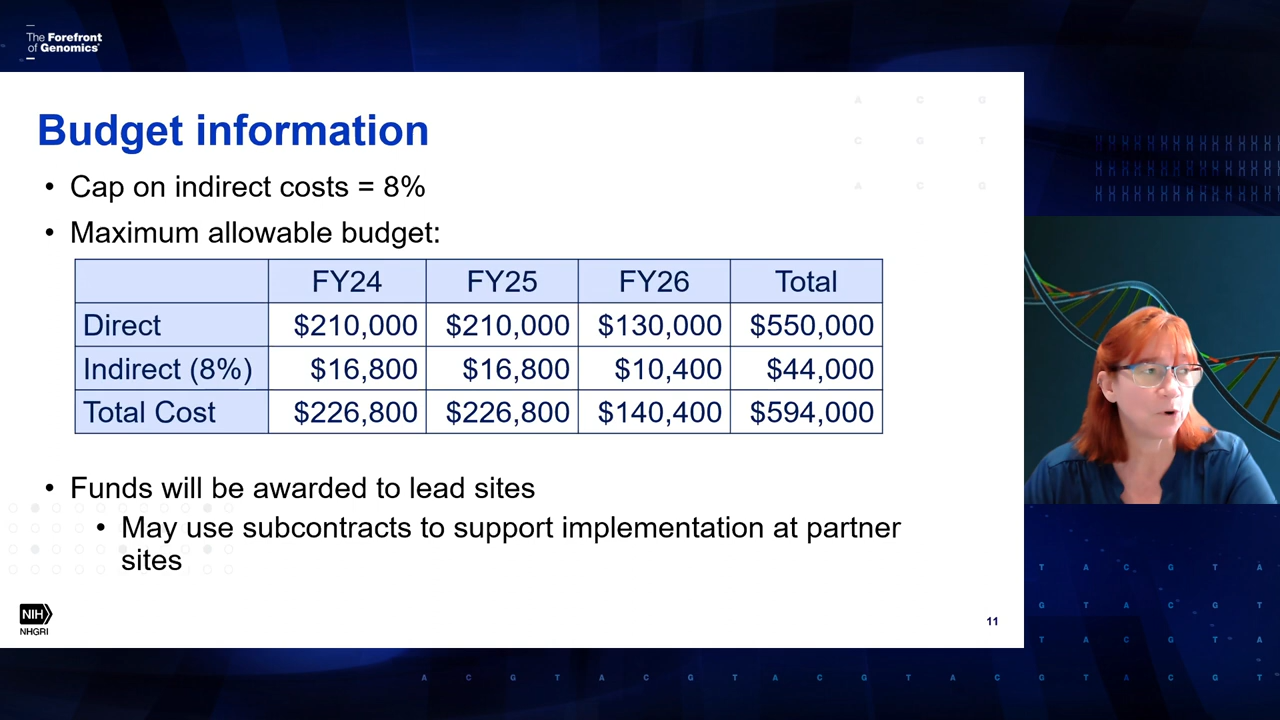 The Forefront
of Genomics®
A C G
Budget information
C G T
• Cap on indirect costs = 8%
A C G
• Maximum allowable budget:
FY24 FY25 FY26 Total
Direct $210,000 $210,000 $130,000 $550,000
Indirect (8%) $16,800 $16,800 $10,400 $44,000
Total Cost $226,800 $226,800 $140,400 $594,000
• Funds will be awarded to lead sites
• May use subcontracts to support implementation at partner
sites
T A C G T A
G T A C G T
NIH
NHGRI
11
T A C G T A
A C G T A C G T A C G T A C G T A C G T